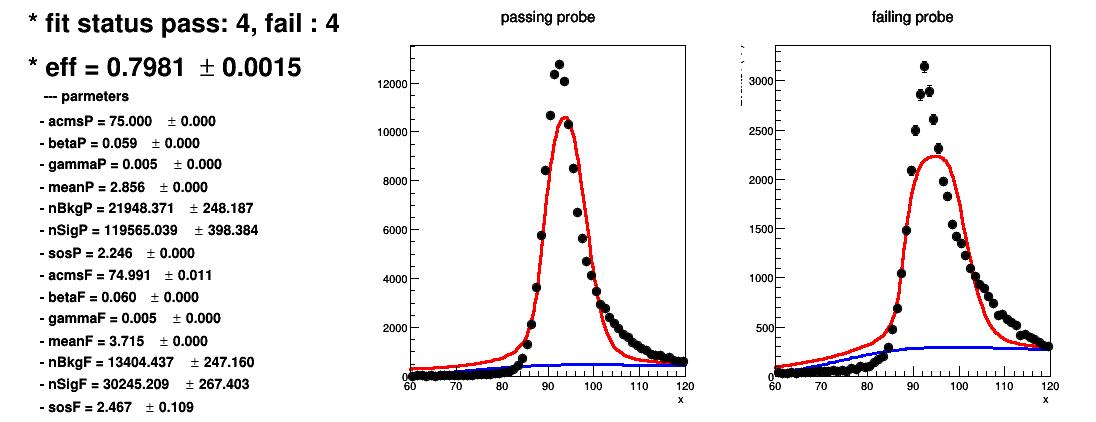 * fit status pass: 4, fail : 4
* eff = 0.7981 ± 0.0015
--- parmeters
- acmsP = 75.000 ± 0.000
- betaP = 0.059 ± 0.000
- gammaP = 0.005 ± 0.000
- meanP = 2.856 ± 0.000
- nBkgP = 21948.371 ± 248.187
- nSigP = 119565.039 ± 398.384
- sosP = 2.246 ± 0.000
- acmsF = 74.991 ± 0.011
- betaF = 0.060 ± 0.000
- gammaF = 0.005 ± 0.000
- meanF = 3.715 ± 0.000
- nBkgF = 13404.437 ± 247.160
- nSigF = 30245.209 ± 267.403
- sosF = 2.467 ± 0.109
passing probe
12000
10000
8000
6000
4000
2000
0
60 70 80 90 100 110 120
x
failing probe
3000
2500
2000
1500
1000
500
0
60 70 80 90 100 110 120
x